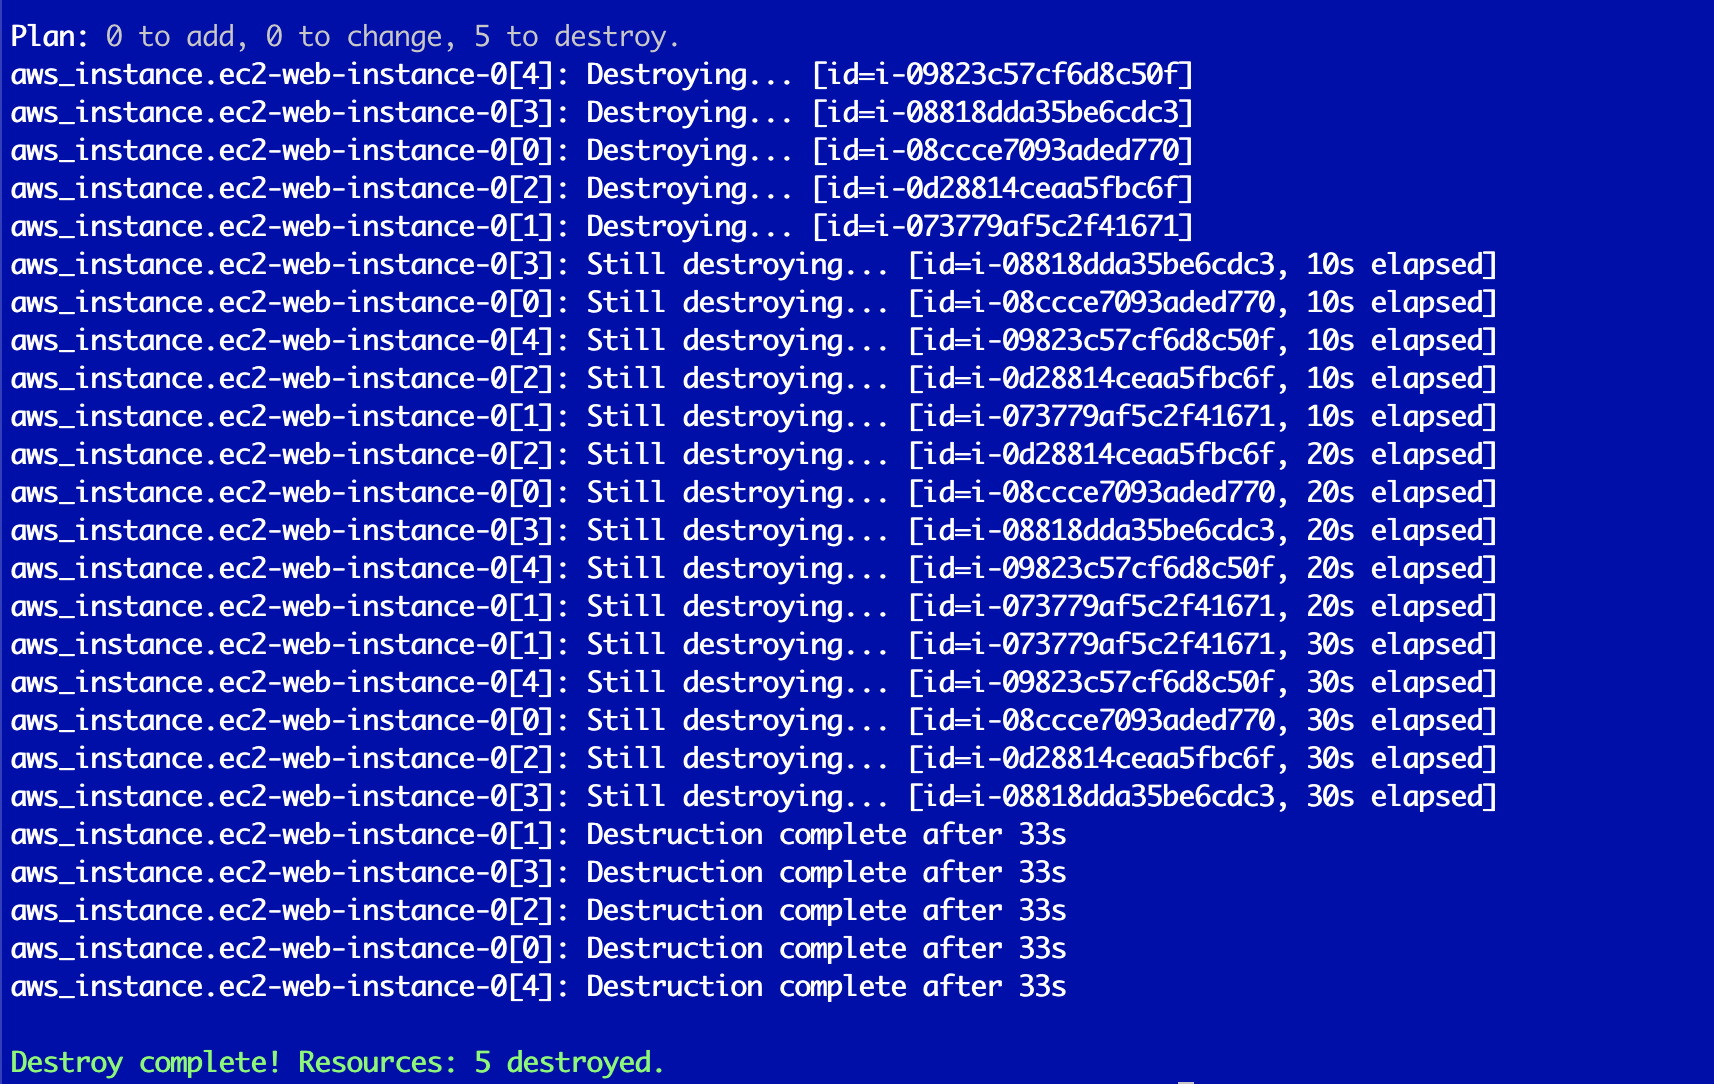 Plan: 0 to add, 0 to change, 5 to destroy.
aws_instance.ec2-web-instance-0[4]: Destroying... [id=i-09823c57cf6d8c50f]
aws_instance.ec2-web-instance-0[3]: Destroying... [id=i-08818dda35be6cdc3]
aws_instance.ec2-web-instance-0[0]: Destroying... [id=i-08ccce7093aded770]
aws_instance.ec2-web-instance-0[2]: Destroying... [id=i-0d28814ceaa5fbc6f]
aws_instance.ec2-web-instance-0[1]: Destroying... [id=i-073779af5c2f41671]
aws_instance.ec2-web-instance-0[3]: Still destroying... [id=i-08818dda35be6cdc3, 10s elapsed]
aws_instance.ec2-web-instance-0[0]: Still destroying... [id=i-08ccce7093aded770, 10s elapsed]
aws_instance.ec2-web-instance-0[4]: Still destroying... [id=i-09823c57cf6d8c50f, 10s elapsed]
aws_instance.ec2-web-instance-0[2]: Still destroying... [id=i-0d28814ceaa5fbc6f, 10s elapsed]
aws_instance.ec2-web-instance-0[1]: Still destroying... [id=i-073779af5c2f41671, 10s elapsed]
aws_instance.ec2-web-instance-0[2]: Still destroying... [id=i-0d28814ceaa5fbc6f, 20s elapsed]
aws_instance.ec2-web-instance-0[0]: Still destroying... [id=i-08ccce7093aded770, 20s elapsed]
aws_instance.ec2-web-instance-0[3]: Still destroying... [id=i-08818dda35be6cdc3, 20s elapsed]
aws_instance.ec2-web-instance-0[4]: Still destroying... [id=i-09823c57cf6d8c50f, 20s elapsed]
aws_instance.ec2-web-instance-0[1]: Still destroying... [id=i-073779af5c2f41671, 20s elapsed]
aws_instance.ec2-web-instance-0[1]: Still destroying... [id=i-073779af5c2f41671, 30s elapsed]
aws_instance.ec2-web-instance-0[4]: Still destroying... [id=i-09823c57cf6d8c50f, 30s elapsed]
aws_instance.ec2-web-instance-0[0]: Still destroying... [id=i-08ccce7093aded770, 30s elapsed]
aws_instance.ec2-web-instance-0[2]: Still destroying... [id=i-0d28814ceaa5fbc6f, 30s elapsed]
aws_instance.ec2-web-instance-0[3]: Still destroying... [id=i-08818dda35be6cdc3, 30s elapsed]
aws_instance.ec2-web-instance-0[1]: Destruction complete after 33s
aws_instance.ec2-web-instance-0[3]: Destruction complete after 33s
aws_instance.ec2-web-instance-0[2]: Destruction complete after 33s
aws_instance.ec2-web-instance-0[0]: Destruction complete after 33s
aws_instance.ec2-web-instance-0[4]: Destruction complete after 33s
Destroy complete! Resources: 5 destroyed.